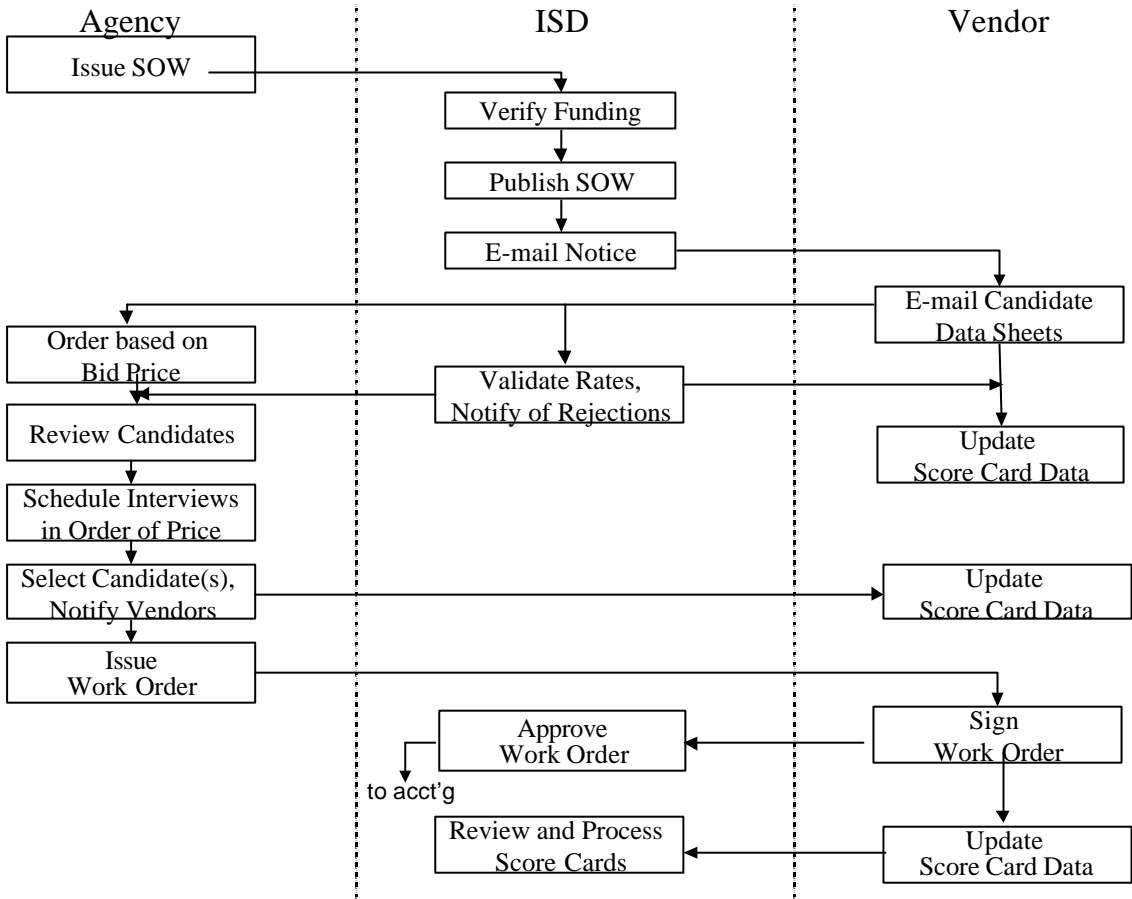 Agency
ISD
Vendor
Issue SOW
Verify Funding
Publish SOW
E-mail Notice
E-mail Candidate
Data Sheets
Order based on
Bid Price
Validate Rates,
Notify of Rejections
Review Candidates
Update
Score Card Data
Schedule Interviews
in Order of Price
Select Candidate(s),
Notify Vendors
Update
Score Card Data
Issue
Work Order
Sign
Work Order
Approve
Work Order
to acct'g
Review and Process
Score Cards
Update
Score Card Data